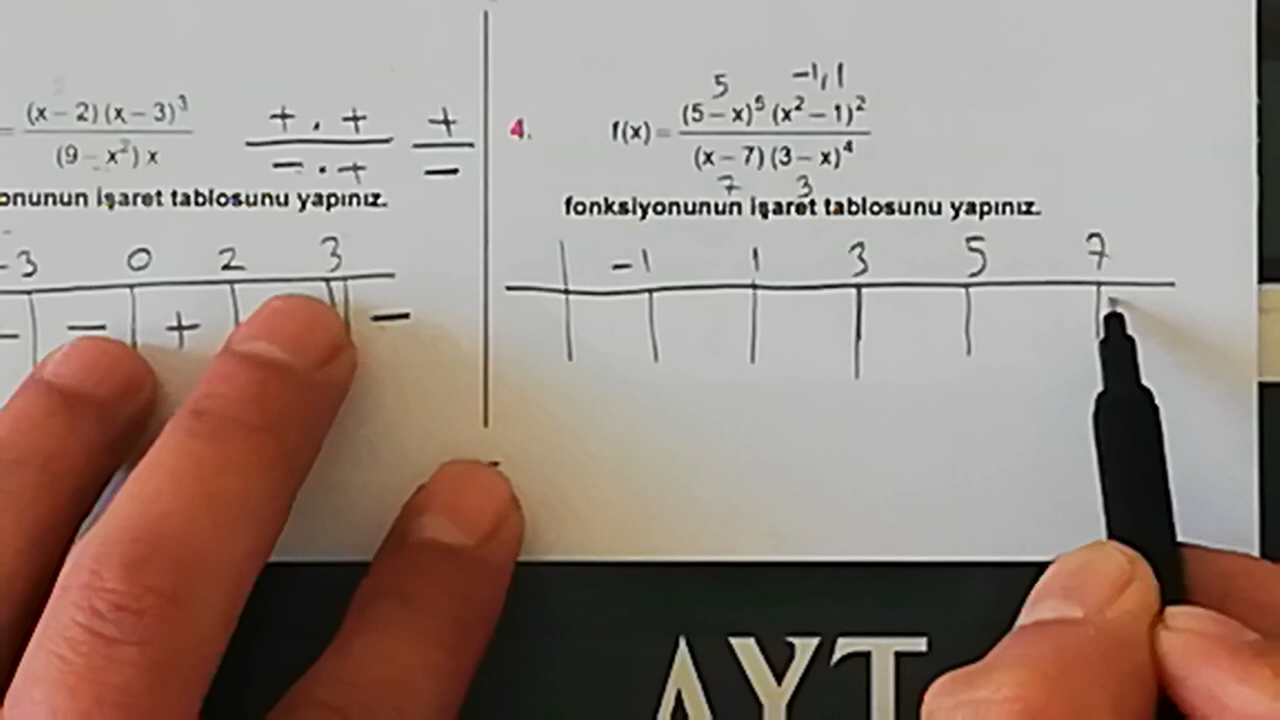 = (x – 2) (x – 3)³ / (9 – x²) x
+ . + / – . +
+ / –
onunun işaret tablosunu yapınız.
-3 0 2 3
– – + –
4.
5 -1, 1
f(x) = (5 – x)⁵ (x² – 1)² / (x – 7) (3 – x)⁴
7 3
fonksiyonunun işaret tablosunu yapınız.
-1 1 3 5 7
AYT